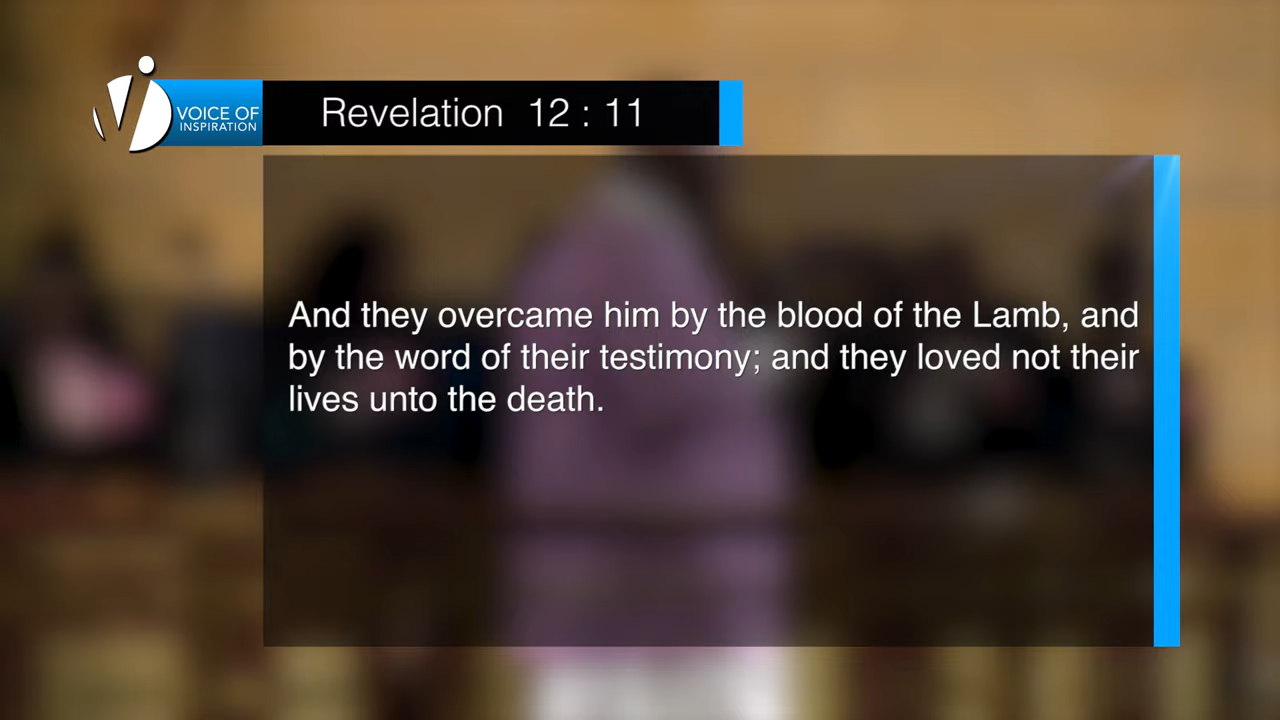 VOICE OF
INSPIRATION
Revelation 12 : 11
And they overcame him by the blood of the Lamb, and
by the word of their testimony; and they loved not their
lives unto the death.